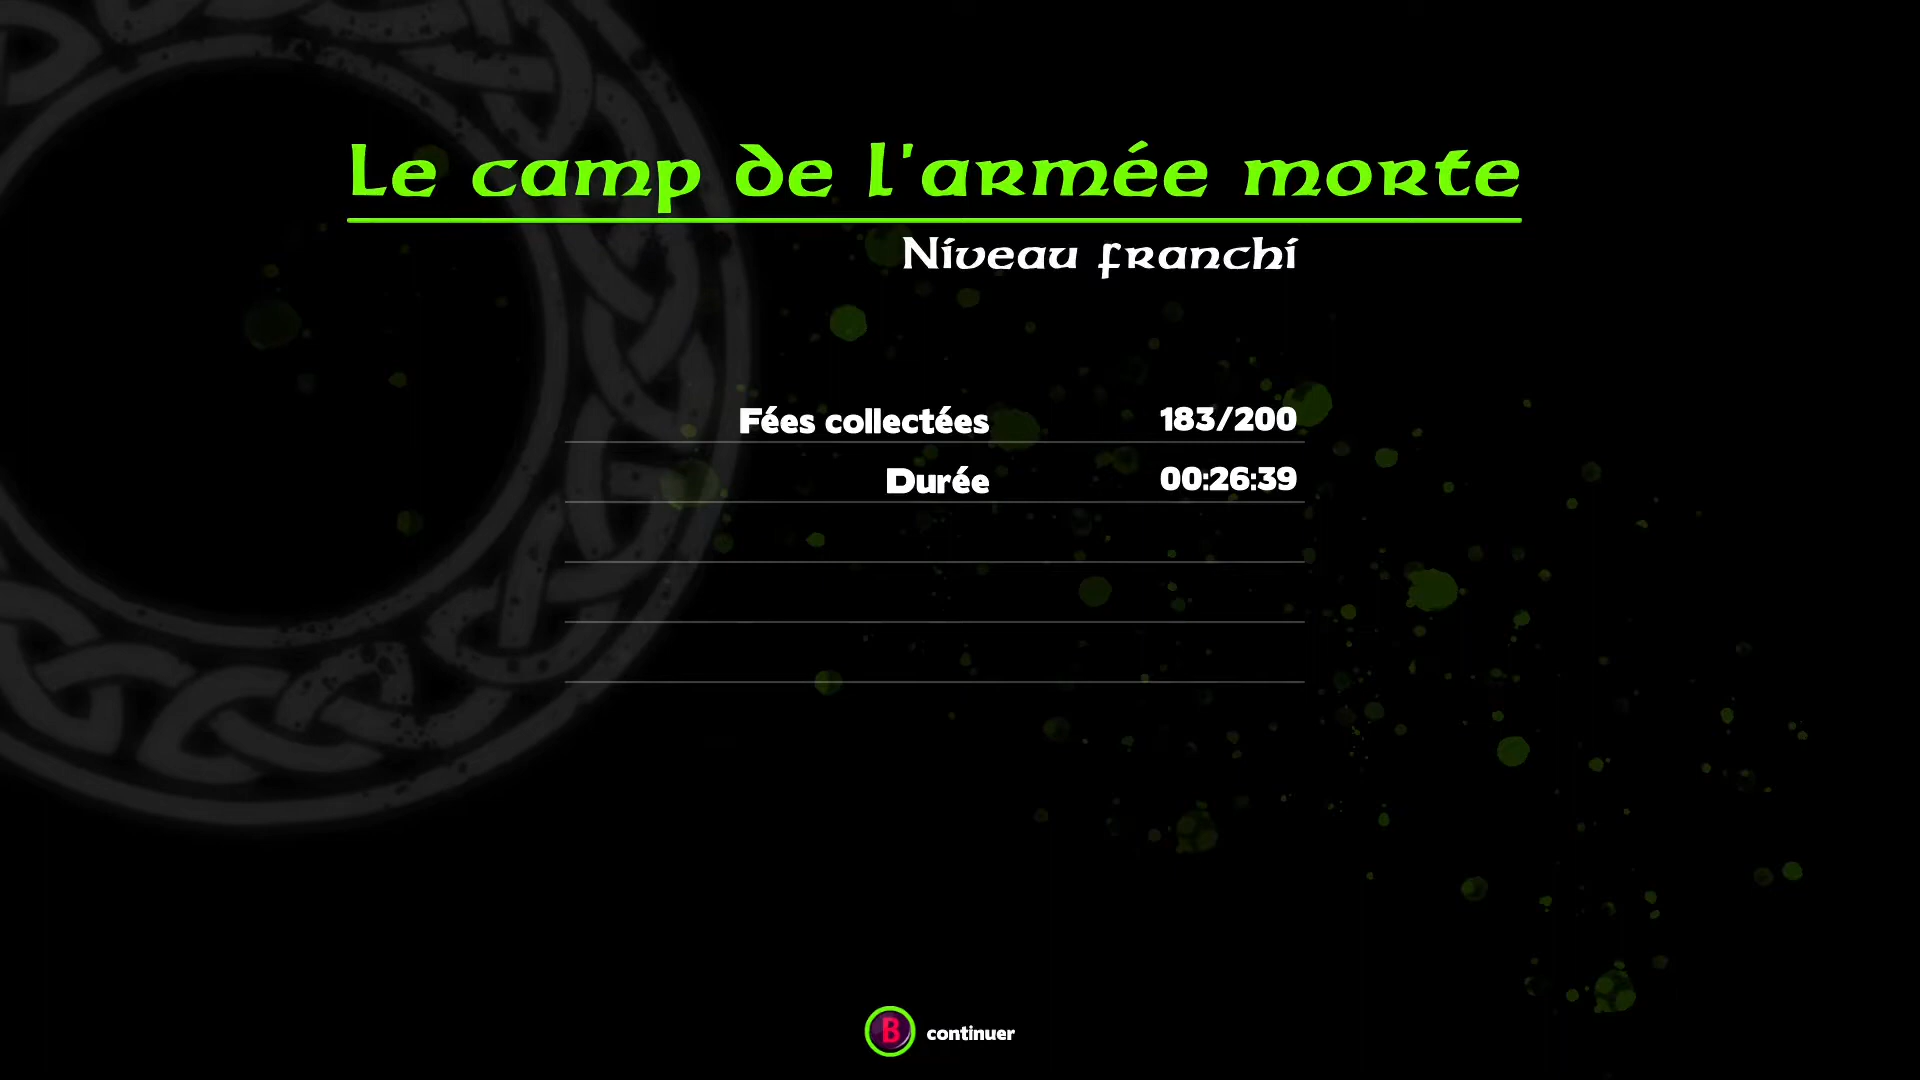 Le camp de l'armée morte
Niveau franchi
Fées collectées 183/200
Durée 00:26:39
B continuer